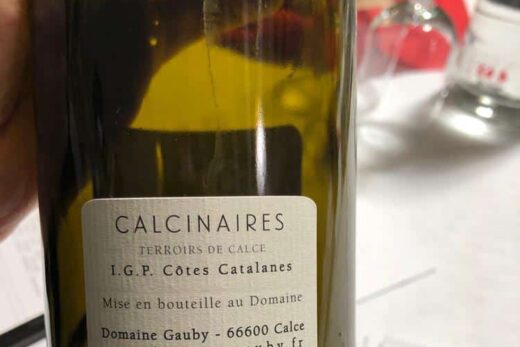 CALCINAIRES
TERROIRS DE CALCE
I.G.P. Côtes Catalanes
Mise en bouteille au Domaine
Domaine Gauby - 66600 Calce